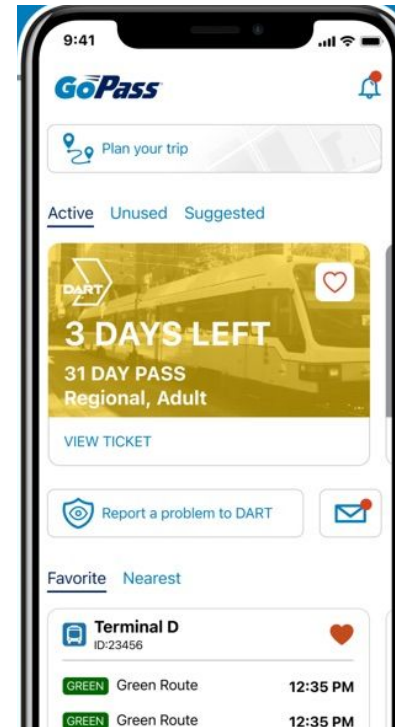 9:41
GoPass
Plan your trip
Active Unused Suggested
DART
3 DAYS LEFT
31 DAY PASS
Regional, Adult
VIEW TICKET
Report a problem to DART
Favorite Nearest
Terminal D
ID:23456
GREEN Green Route 12:35 PM
GREEN Green Route 12:35 PM